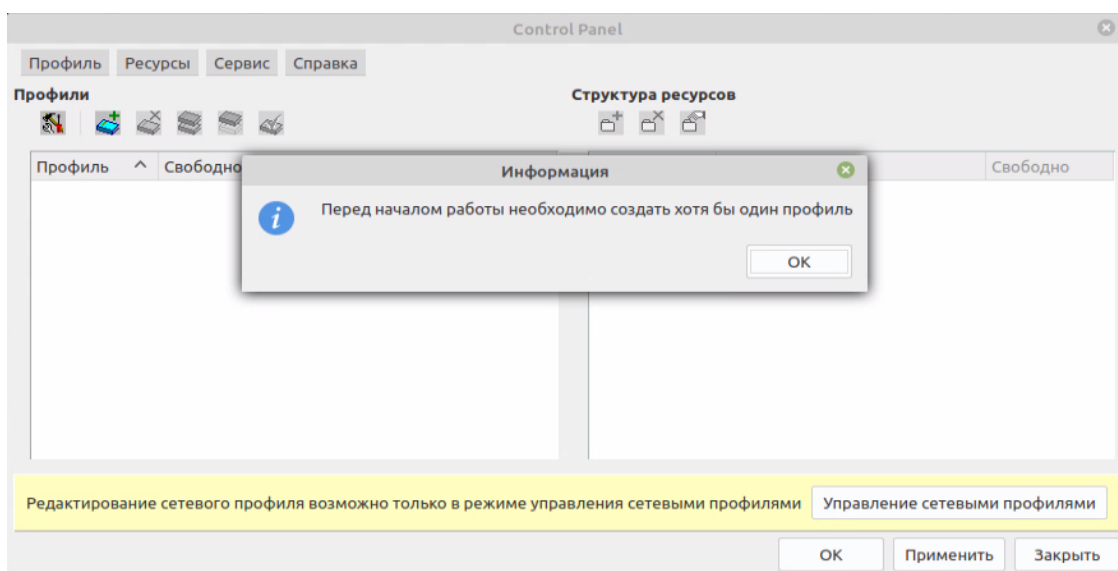 Control Panel
Профиль Ресурсы Сервис Справка
Профили
Структура ресурсов
Профиль Свободно
Свободно
Информация
Перед началом работы необходимо создать хотя бы один профиль
OK
Редактирование сетевого профиля возможно только в режиме управления сетевыми профилями
Управление сетевыми профилями
OK Применить Закрыть